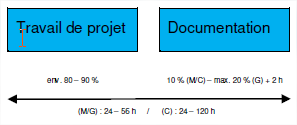 Travail de projet
Documentation
env. 80 – 90 %
10 % (M/C) – max. 20 % (G) + 2 h
(M/G) : 24 – 56 h / (C) : 24 – 120 h